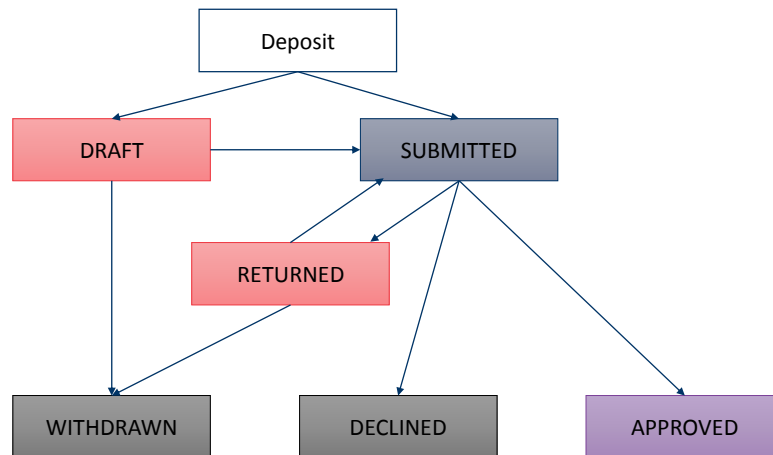 Deposit
DRAFT
SUBMITTED
RETURNED
WITHDRAWN
DECLINED
APPROVED